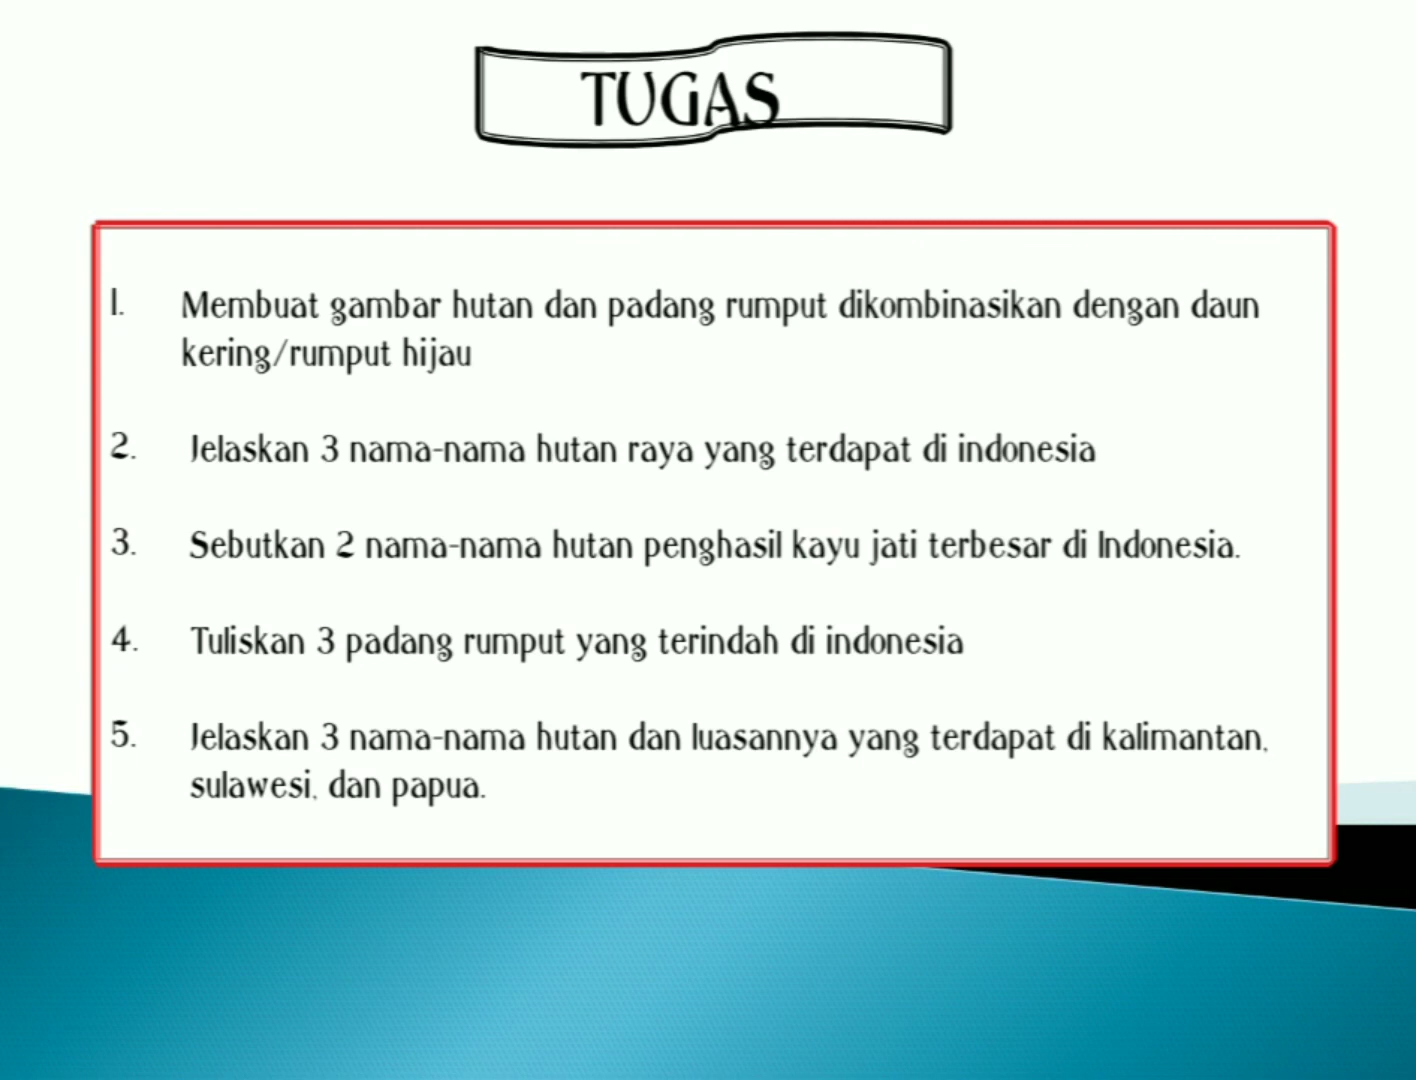 TUGAS
1. Membuat gambar hutan dan padang rumput dikombinasikan dengan daun
kering/rumput hijau
2. Jelaskan 3 nama-nama hutan raya yang terdapat di indonesia
3. Sebutkan 2 nama-nama hutan penghasil kayu jati terbesar di Indonesia.
4. Tuliskan 3 padang rumput yang terindah di indonesia
5. Jelaskan 3 nama-nama hutan dan luasannya yang terdapat di kalimantan,
sulawesi, dan papua.